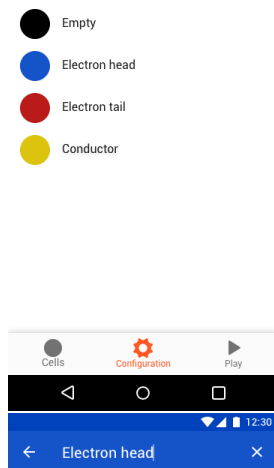 Empty
Electron head
Electron tail
Conductor
Cells Configuration Play
12:30
Electron head